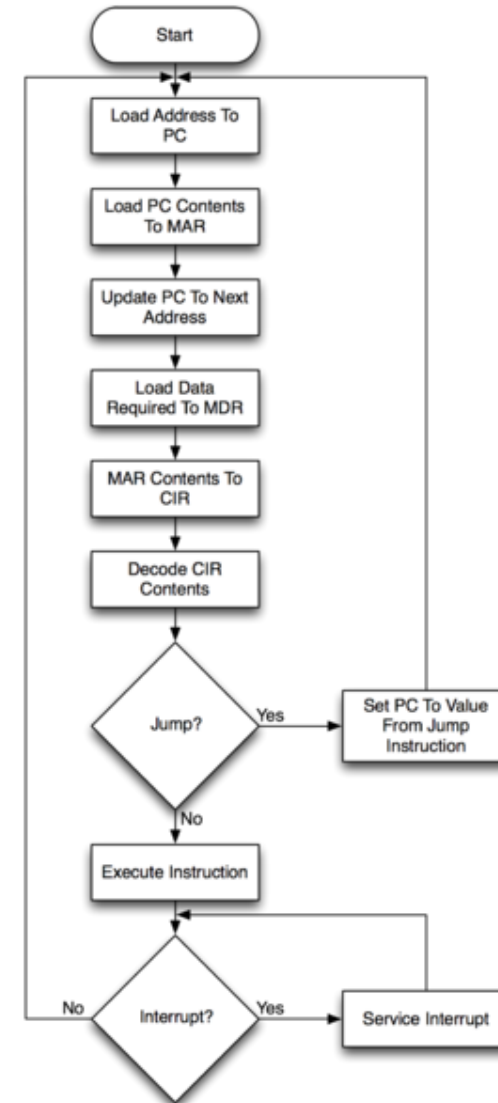 Start
Load Address To
PC
Load PC Contents
To MAR
Update PC To Next
Address
Load Data
Required To MDR
MAR Contents To
CIR
Decode CIR
Contents
Jump?
Yes
Set PC To Value
From Jump
Instruction
No
Execute Instruction
No
Interrupt?
Yes
Service Interrupt